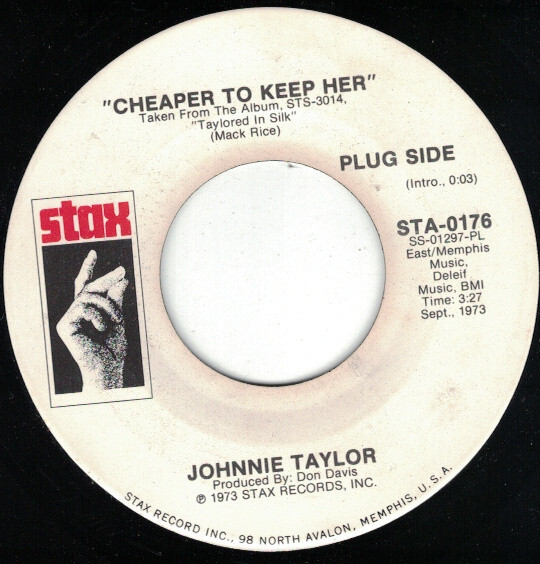 "CHEAPER TO KEEP HER"
Taken From The Album, STS-3014,
"Taylored In Silk"
(Mack Rice)
PLUG SIDE
(Intro., 0:03)
stax
STA-0176
SS-01297-PL
East/Memphis
Music,
Deleif
Music, BMI
Time: 3:27
Sept., 1973
JOHNNIE TAYLOR
Produced By: Don Davis
℗ 1973 STAX RECORDS, INC.
STAX RECORD INC., 98 NORTH AVALON, MEMPHIS, U.S.A.